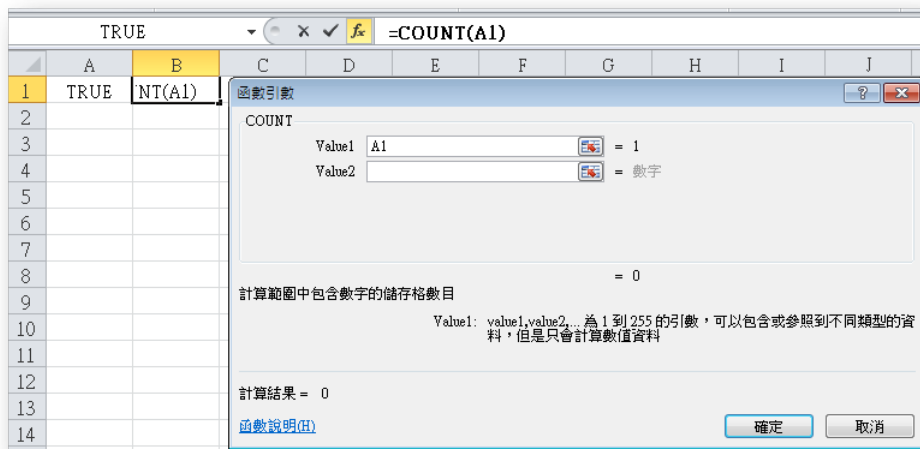 TRUE fx =COUNT(A1)
A B C D E F G H I J
1 TRUE NT(A1) 函數引數 ?
2 COUNT
3 Value1 A1 = 1
4 Value2 = 數字
5
6
7
8 = 0
9 計算範圍中包含數字的儲存格數目
10 Value1: value1,value2,... 為 1 到 255 的引數，可以包含或參照到不同類型的資
11 料，但是只會計算數值資料
12
13 計算結果 = 0
14 函數說明(H) 確定 取消